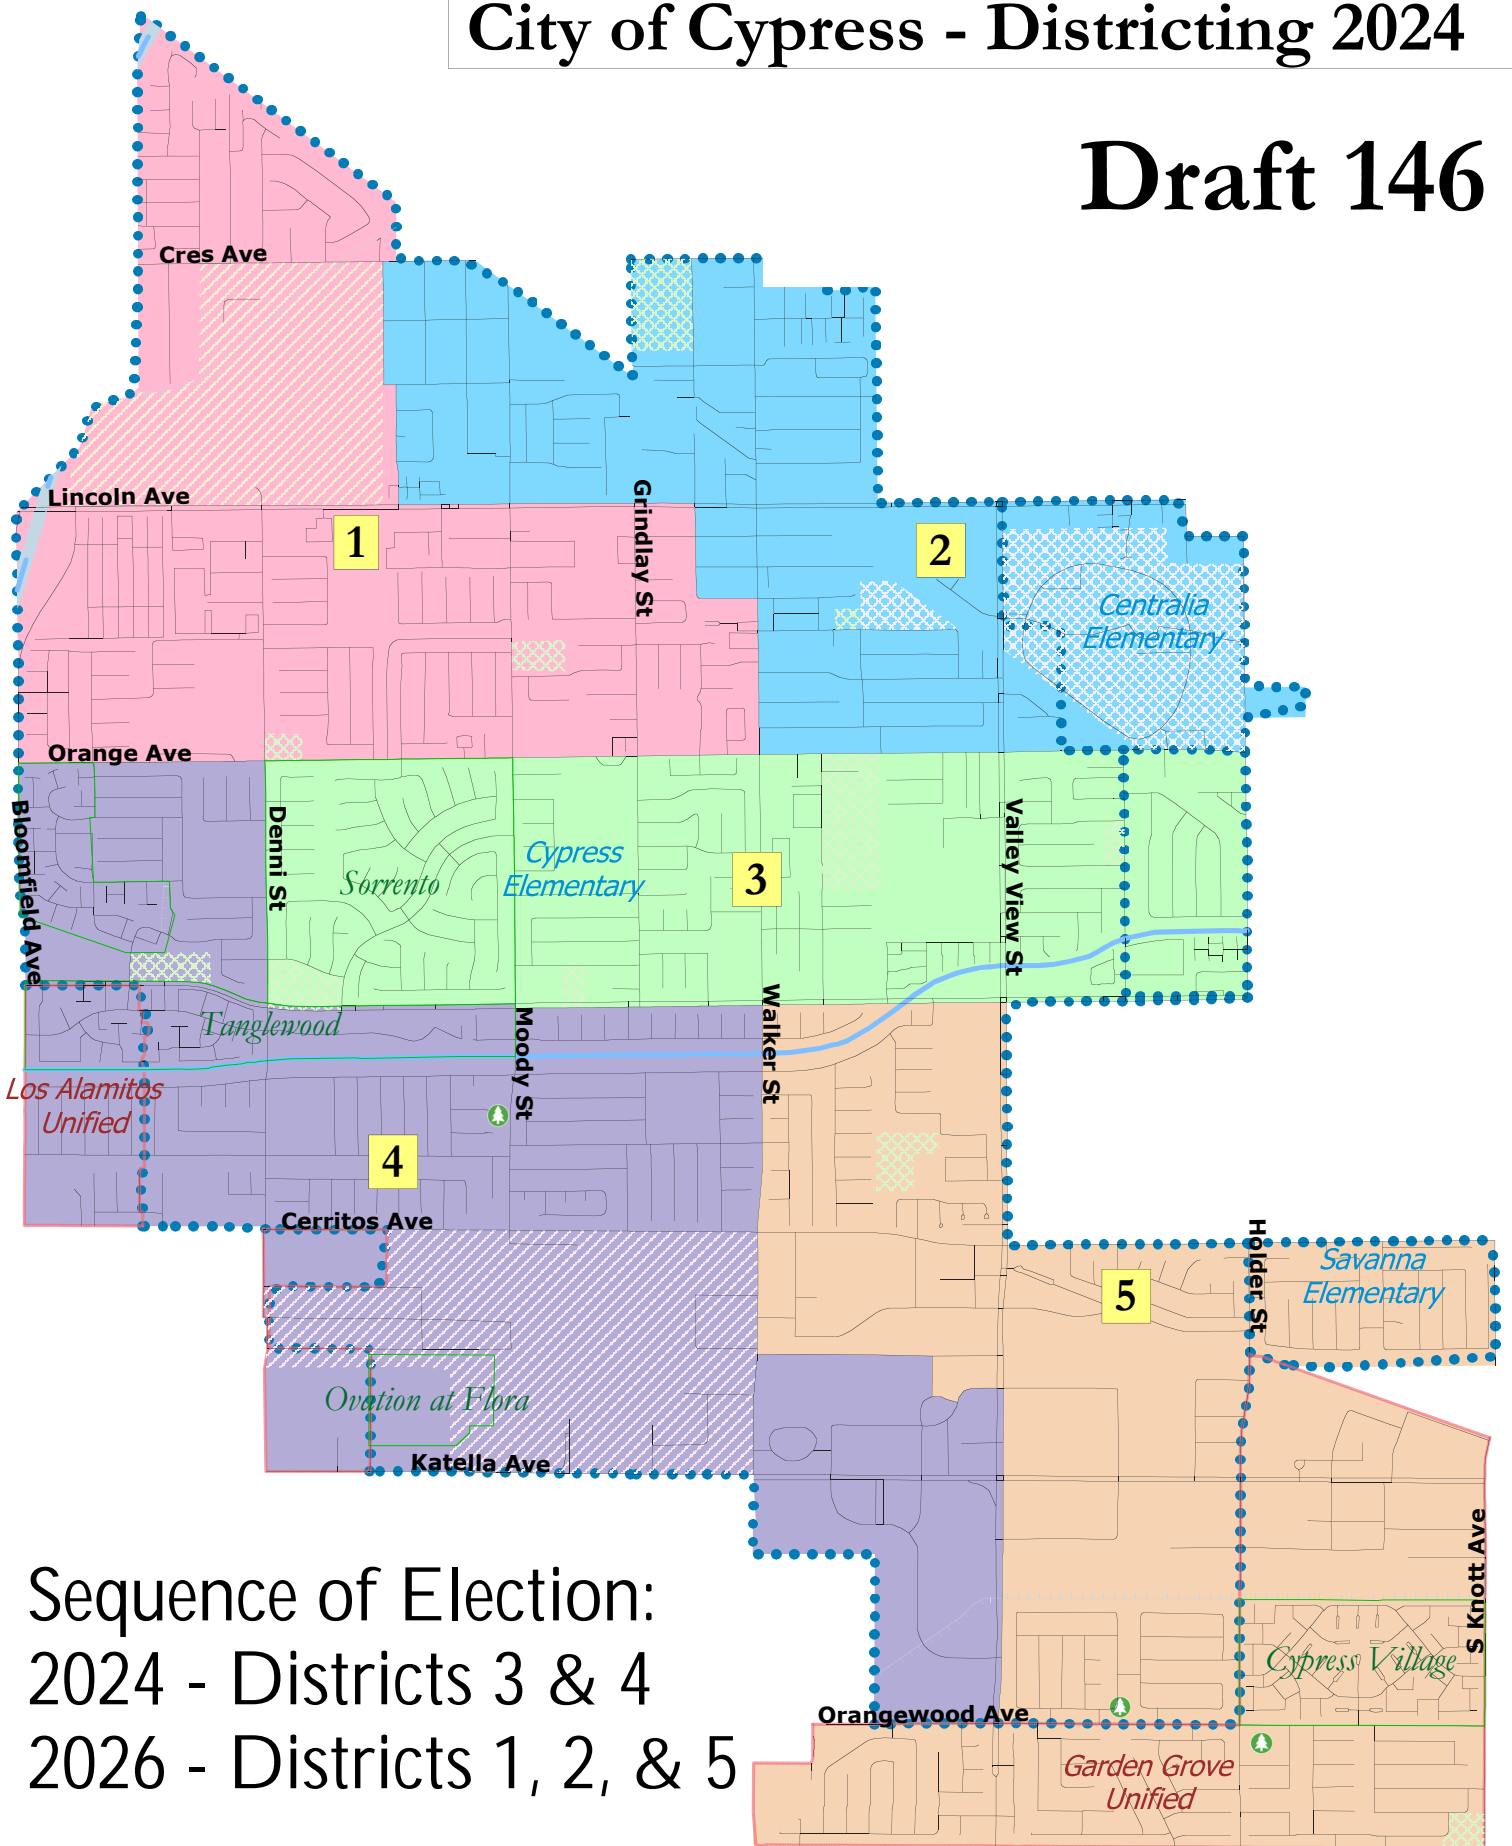 City of Cypress - Districting 2024
Draft 146
Cres Ave
Lincoln Ave
Grindlay St
1
2
Centralia
Elementary
Orange Ave
Bloomfield Ave
Denni St
Valley View St
Cypress
Elementary
Sorrento
3
Walker St
Moody St
Tanglewood
Los Alamitos
Unified
4
Cerritos Ave
Holder St
Savanna
Elementary
5
Ovation at Flora
Katella Ave
S Knott Ave
Sequence of Election:
2024 - Districts 3 & 4
2026 - Districts 1, 2, & 5
Cypress Village
Orangewood Ave
Garden Grove
Unified